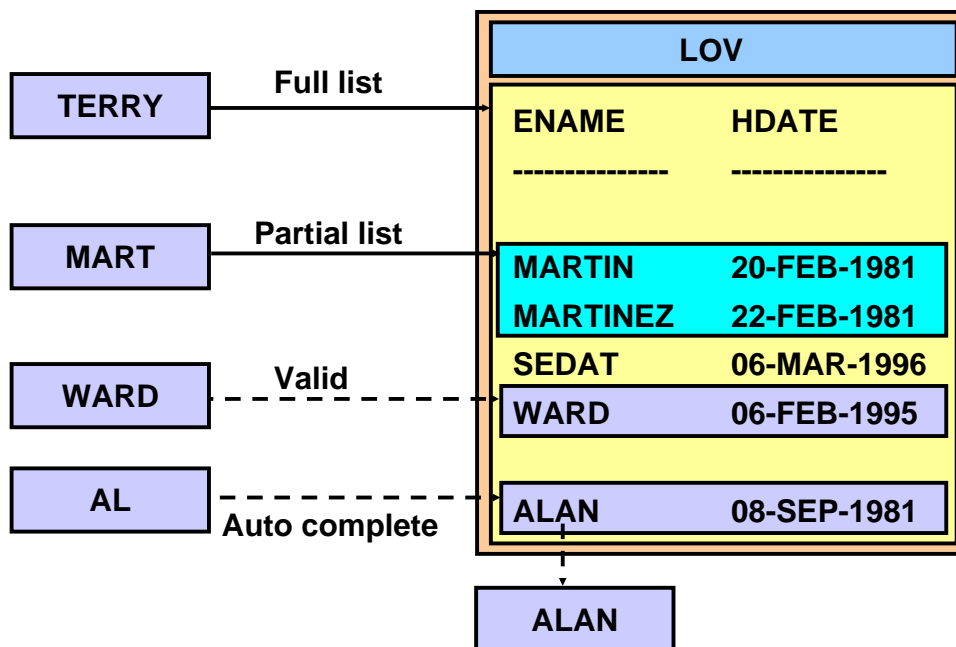 LOV
TERRY
Full list
ENAME HDATE
--------------- ---------------
MART
Partial list
MARTIN 20-FEB-1981
MARTINEZ 22-FEB-1981
SEDAT 06-MAR-1996
WARD
Valid
WARD 06-FEB-1995
AL
Auto complete
ALAN 08-SEP-1981
ALAN